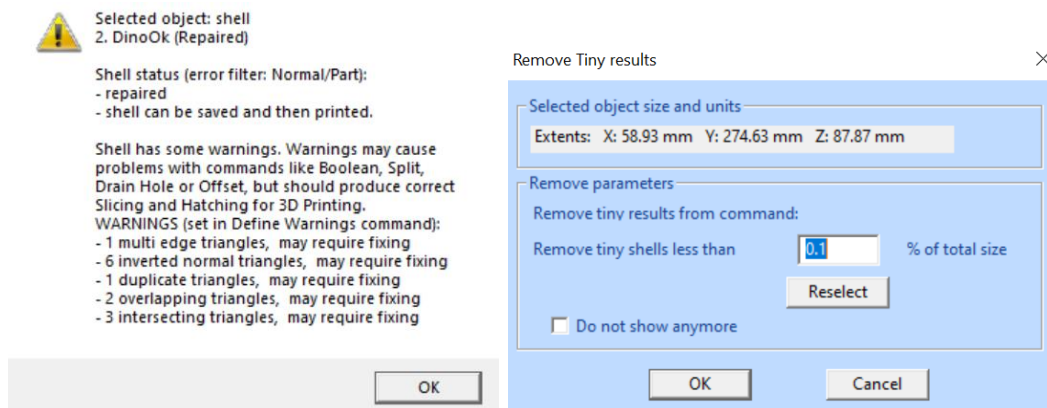 Selected object: shell
2. DinoOk (Repaired)
Shell status (error filter: Normal/Part):
- repaired
- shell can be saved and then printed.
Shell has some warnings. Warnings may cause
problems with commands like Boolean, Split,
Drain Hole or Offset, but should produce correct
Slicing and Hatching for 3D Printing.
WARNINGS (set in Define Warnings command):
- 1 multi edge triangles,  may require fixing
- 6 inverted normal triangles,  may require fixing
- 1 duplicate triangles,  may require fixing
- 2 overlapping triangles,  may require fixing
- 3 intersecting triangles,  may require fixing
OK
Remove Tiny results
Selected object size and units
Extents:   X: 58.93 mm   Y: 274.63 mm   Z: 87.87 mm
Remove parameters
Remove tiny results from command:
Remove tiny shells less than 0.1 % of total size
Reselect
Do not show anymore
OK Cancel